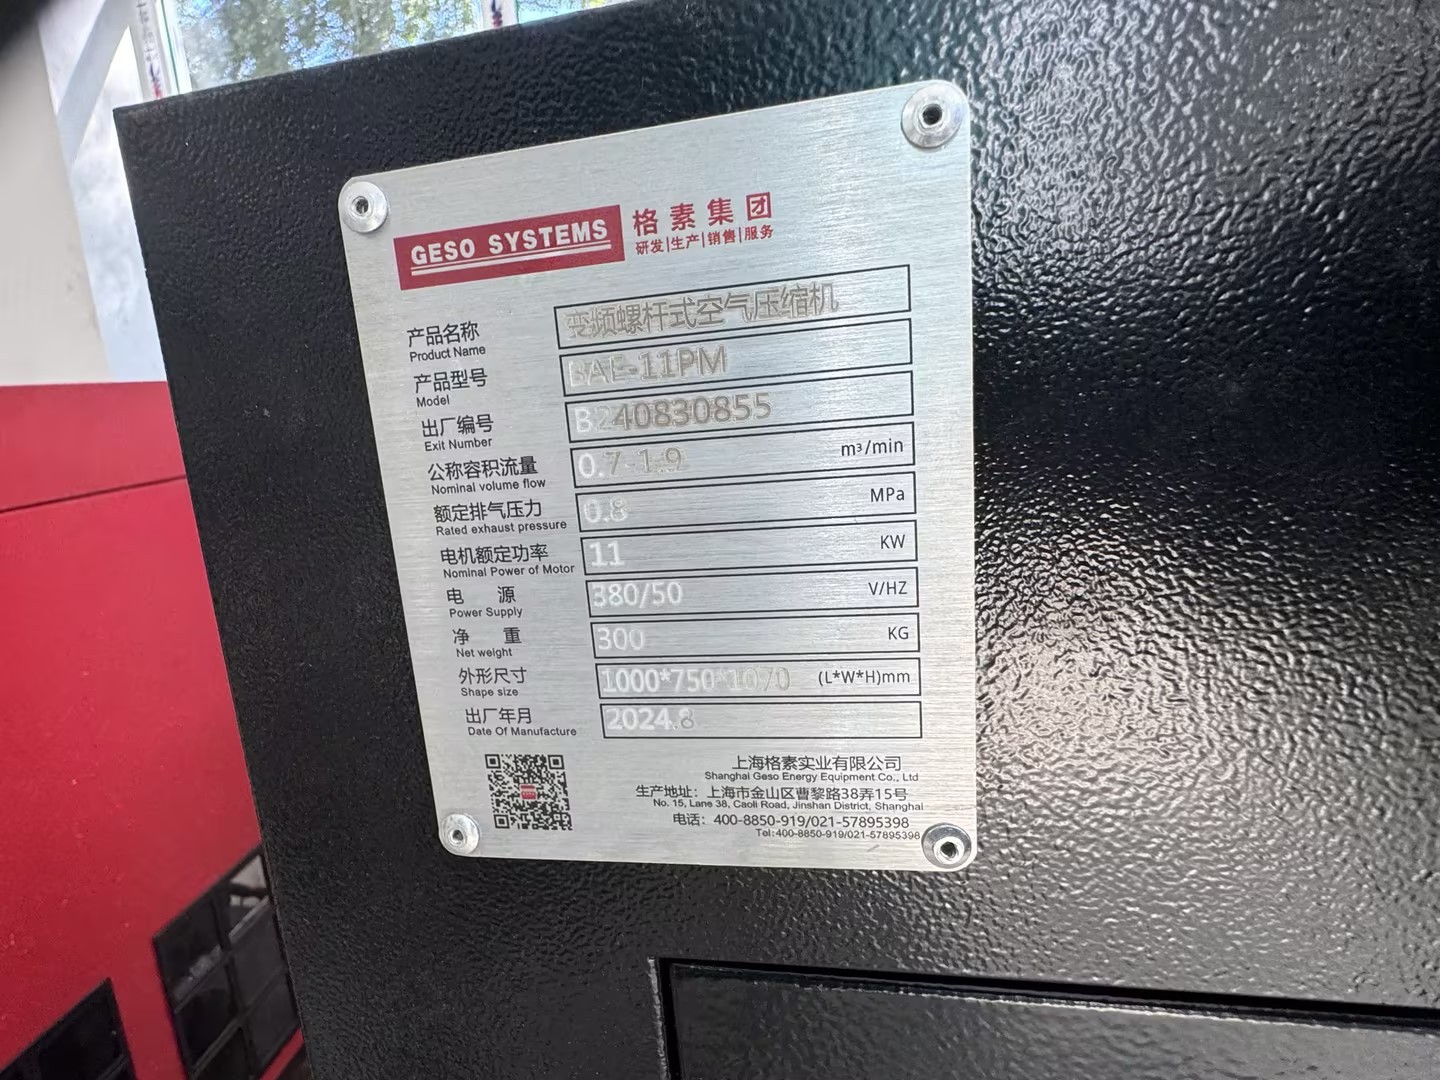 GESO SYSTEMS 格素集团
研发|生产|销售|服务
产品名称 变频螺杆式空气压缩机
Product Name
产品型号 BAE-11PM
Model
出厂编号 B240830855
Exit Number
公称容积流量 0.7-1.9 m³/min
Nominal volume flow
额定排气压力 0.8 MPa
Rated exhaust pressure
电机额定功率 11 KW
Nominal Power of Motor
电源 380/50 V/HZ
Power Supply
净重 300 KG
Net weight
外形尺寸 1000*750*1070 (L*W*H)mm
Shape size
出厂年月 2024.8
Date Of Manufacture
上海格素实业有限公司
Shanghai Geso Energy Equipment Co., Ltd
生产地址：上海市金山区曹黎路38弄15号
No. 15, Lane 38, Caoli Road, Jinshan District, Shanghai
电话：400-8850-919/021-57895398
Tel:400-8850-919/021-57895398